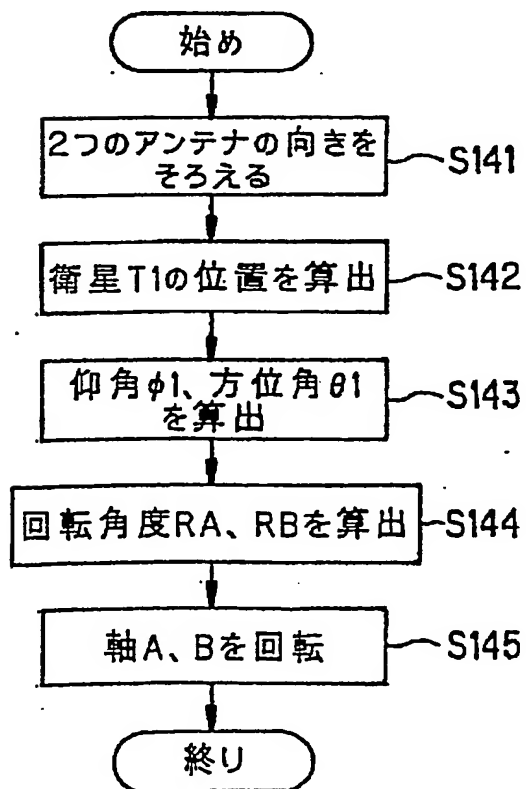 始め
2つのアンテナの向きを
そろえる
S141
衛星T1の位置を算出
S142
仰角φ1、方位角θ1
を算出
S143
回転角度RA、RBを算出
S144
軸A、Bを回転
S145
終り